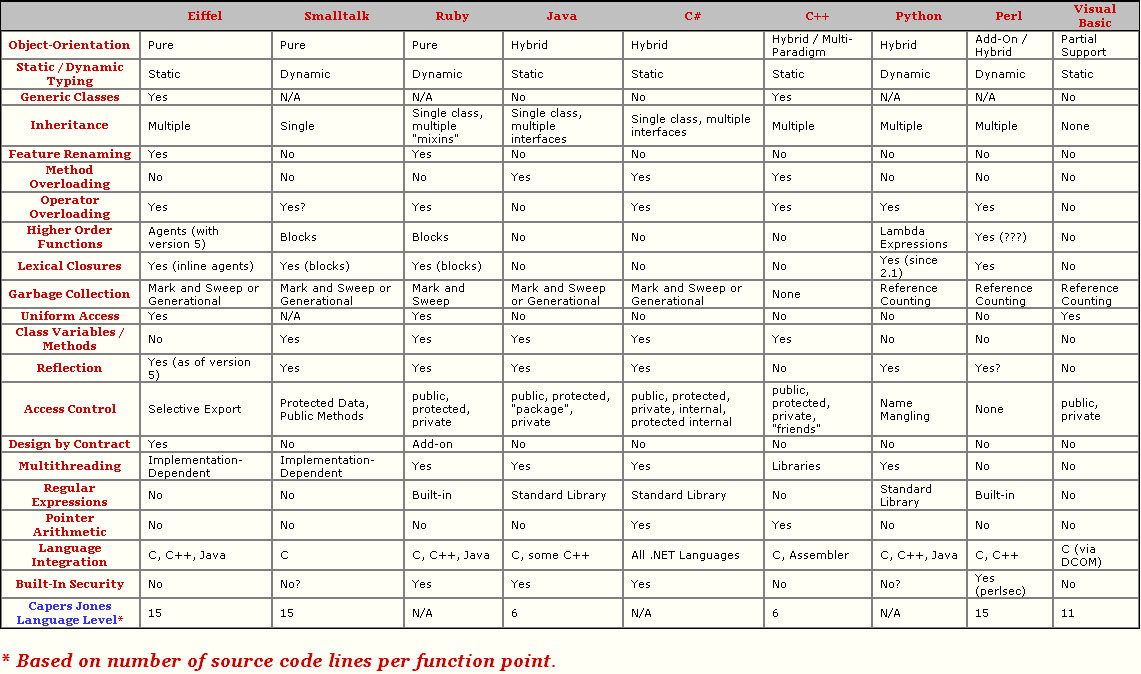 Eiffel Smalltalk Ruby Java C# C++ Python Perl Visual Basic
Object-Orientation Pure Pure Pure Hybrid Hybrid Hybrid / Multi-Paradigm Hybrid Add-On / Hybrid Partial Support
Static / Dynamic Typing Static Dynamic Dynamic Static Static Static Dynamic Dynamic Static
Generic Classes Yes N/A N/A No No Yes N/A N/A No
Inheritance Multiple Single Single class, multiple "mixins" Single class, multiple interfaces Single class, multiple interfaces Multiple Multiple Multiple None
Feature Renaming Yes No Yes No No No No No No
Method Overloading No No No Yes Yes Yes No No No
Operator Overloading Yes Yes? Yes No Yes Yes Yes Yes No
Higher Order Functions Agents (with version 5) Blocks Blocks No No No Lambda Expressions Yes (???) No
Lexical Closures Yes (inline agents) Yes (blocks) Yes (blocks) No No No Yes (since 2.1) Yes No
Garbage Collection Mark and Sweep or Generational Mark and Sweep or Generational Mark and Sweep Mark and Sweep or Generational Mark and Sweep or Generational None Reference Counting Reference Counting Reference Counting
Uniform Access Yes N/A Yes No No No No No Yes
Class Variables / Methods No Yes Yes Yes Yes Yes No No No
Reflection Yes (as of version 5) Yes Yes Yes Yes No Yes Yes? No
Access Control Selective Export Protected Data, Public Methods public, protected, private public, protected, "package", private public, protected, private, internal, protected internal public, protected, private, "friends" Name Mangling None public, private
Design by Contract Yes No Add-on No No No No No No
Multithreading Implementation-Dependent Implementation-Dependent Yes Yes Yes Libraries Yes No No
Regular Expressions No No Built-in Standard Library Standard Library No Standard Library Built-in No
Pointer Arithmetic No No No No Yes Yes No No No
Language Integration C, C++, Java C C, C++, Java C, some C++ All .NET Languages C, Assembler C, C++, Java C, C++ C (via DCOM)
Built-In Security No No? Yes Yes Yes No No? Yes (perlsec) No
Capers Jones Language Level* 15 15 N/A 6 N/A 6 N/A 15 11
* Based on number of source code lines per function point.